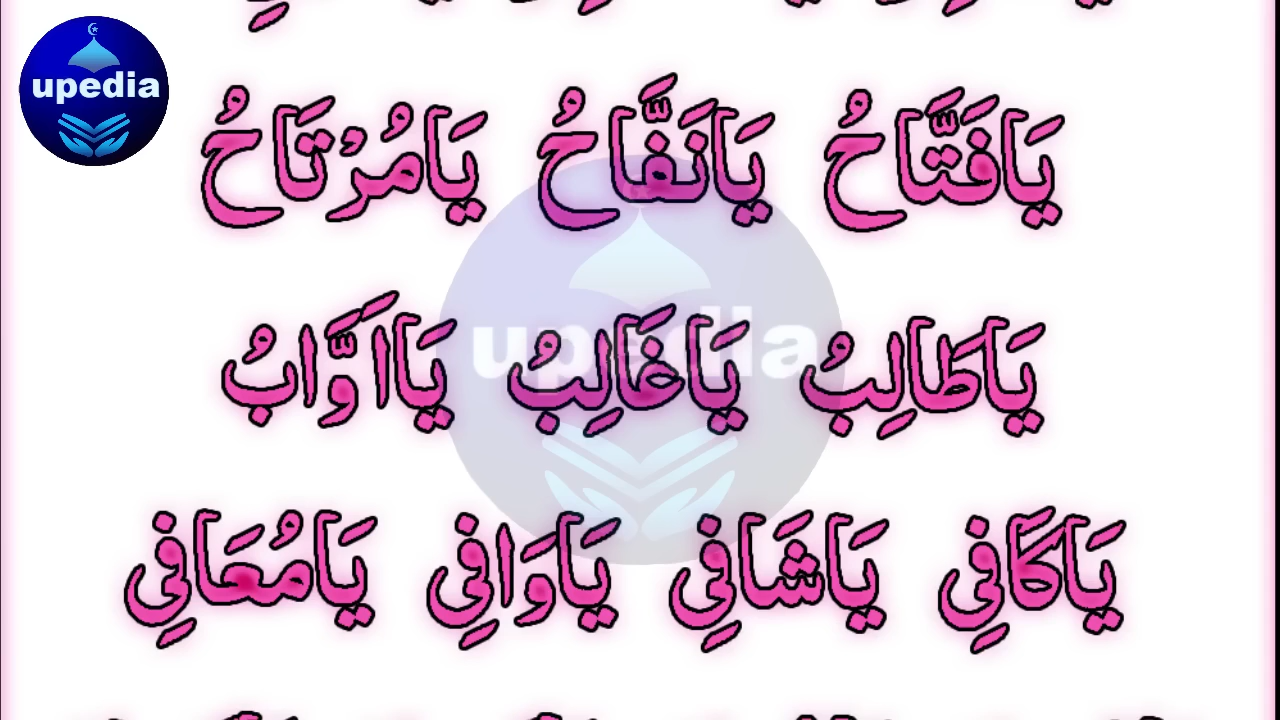 upedia
يَافَتَّاحُ يَانَفَّاحُ يَامُرْتَاحُ
upedia
يَاطَالِبُ يَاغَالِبُ يَااَوَّابُ
يَاكَافِي يَاشَافِي يَاوَافِي يَامُعَافِي